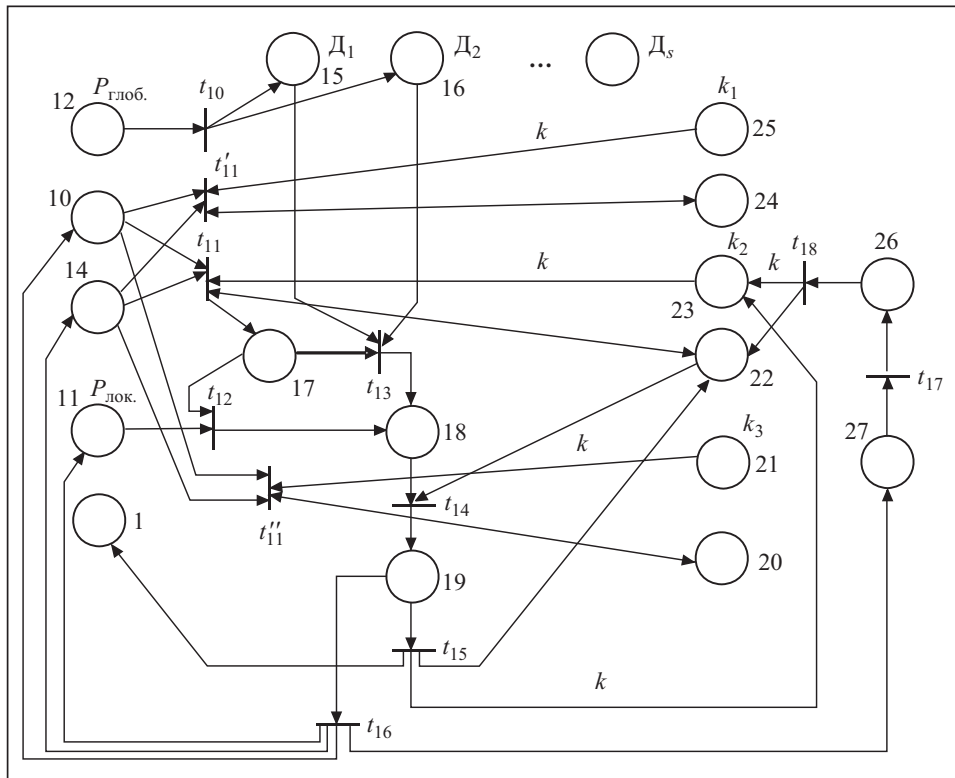 Д1 Д2 ... Дs
15 16
Pглоб. t10 k1
12 k 25
t′11
10 24
t11 k2 t18 26
14 k k
23
17 t13 22
Pлок. t12 t17
11 18 k3 27
k 21
1 t14
t′′11 20
19
t15
k
t16